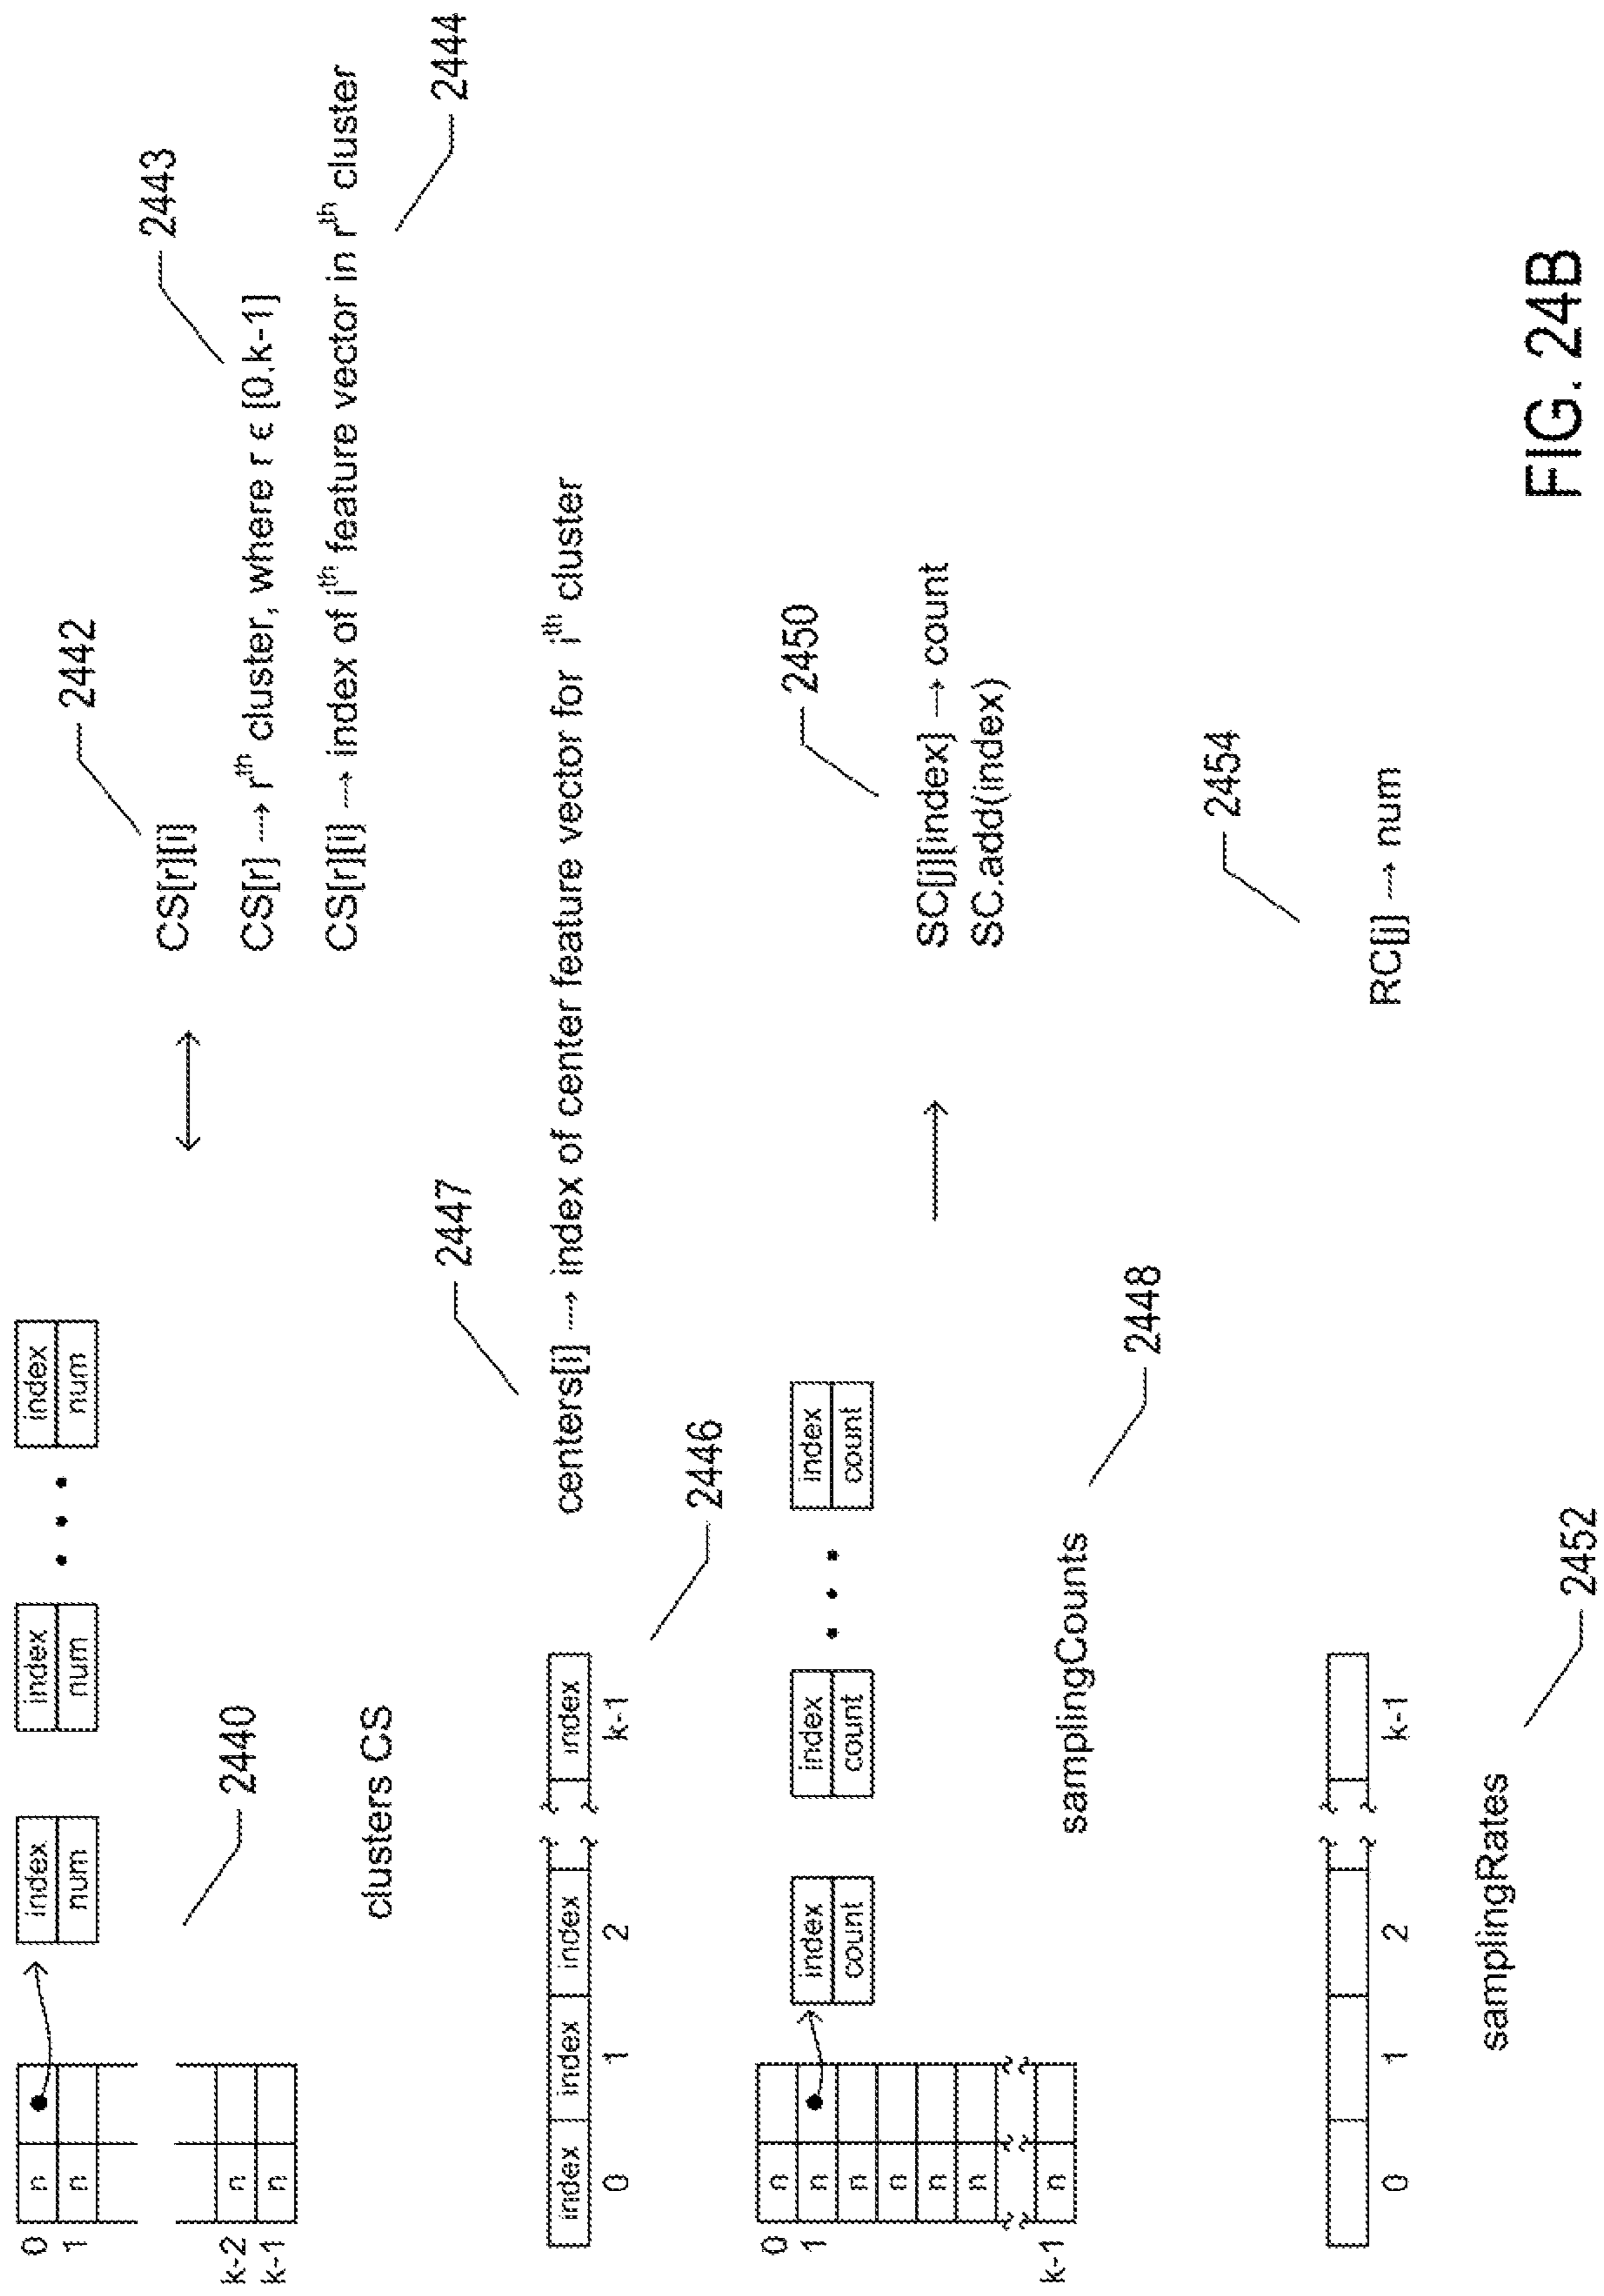 2442
0 n index num index num index num
1 n
k-2 n
k-1 n
CS[r][i]
2443
CS[r] → rth cluster, where r ϵ [0,k-1]
CS[r][i] → index of ith feature vector in rth cluster
2444
2440
clusters CS
2447
centers[i] → index of center feature vector for ith cluster
index index index index
0 1 2 k-1
2446
2450
0 n
1 n
n
n
n
n
k-1 n
index count index count index count
SC[j][index] → count
SC.add(index)
2448
samplingCounts
2454
RC[j] → num
0 1 2 k-1
samplingRates
2452
FIG. 24B